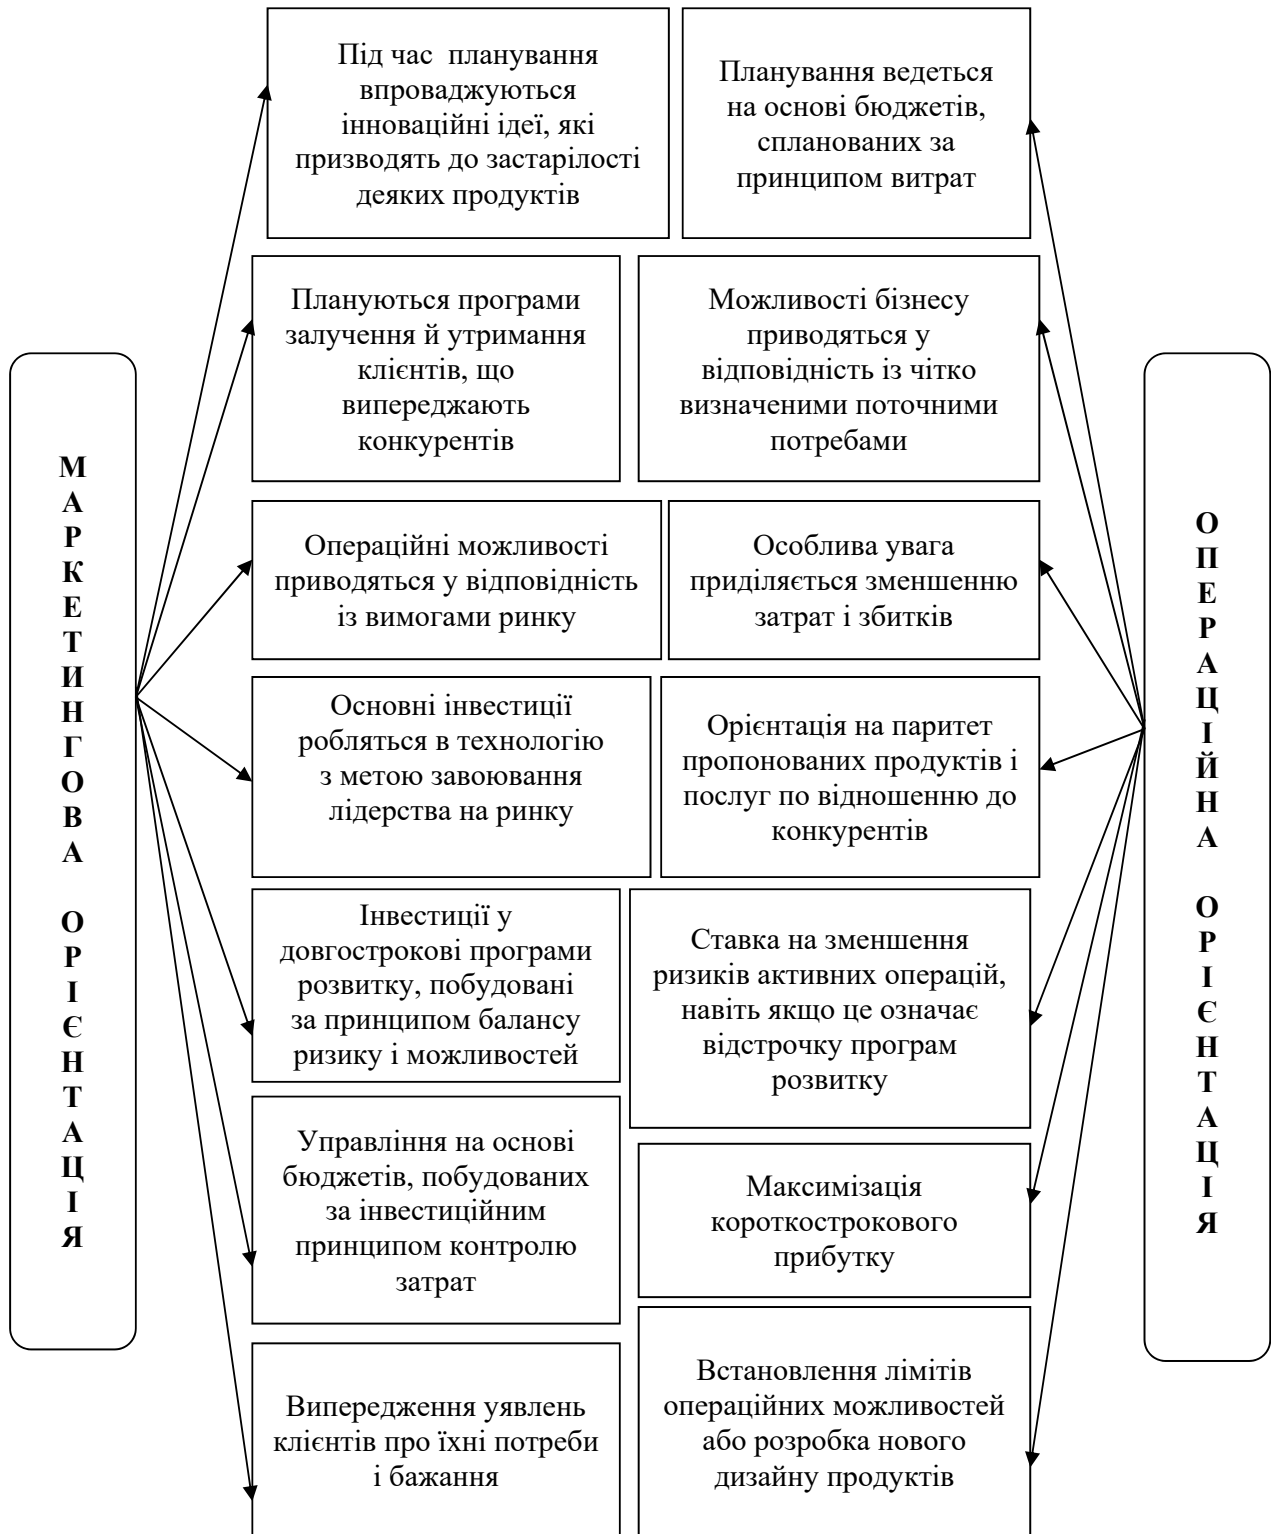 Під час планування
впроваджуються
інноваційні ідеї, які
призводять до застарілості
деяких продуктів
Планування ведеться
на основі бюджетів,
спланованих за
принципом витрат
Плануються програми
залучення й утримання
клієнтів, що
випереджають
конкурентів
Можливості бізнесу
приводяться у
відповідність із чітко
визначеними поточними
потребами
МАРКЕТИНГОВА ОРІЄНТАЦІЯ
Операційні можливості
приводяться у відповідність
із вимогами ринку
Особлива увага
приділяється зменшенню
затрат і збитків
ОПЕРАЦІЙНА ОРІЄНТАЦІЯ
Основні інвестиції
робляться в технологію
з метою завоювання
лідерства на ринку
Орієнтація на паритет
пропонованих продуктів і
послуг по відношенню до
конкурентів
Інвестиції у
довгострокові програми
розвитку, побудовані
за принципом балансу
ризику і можливостей
Ставка на зменшення
ризиків активних операцій,
навіть якщо це означає
відстрочку програм
розвитку
Управління на основі
бюджетів, побудованих
за інвестиційним
принципом контролю
затрат
Максимізація
короткострокового
прибутку
Випередження уявлень
клієнтів про їхні потреби
і бажання
Встановлення лімітів
операційних можливостей
або розробка нового
дизайну продуктів